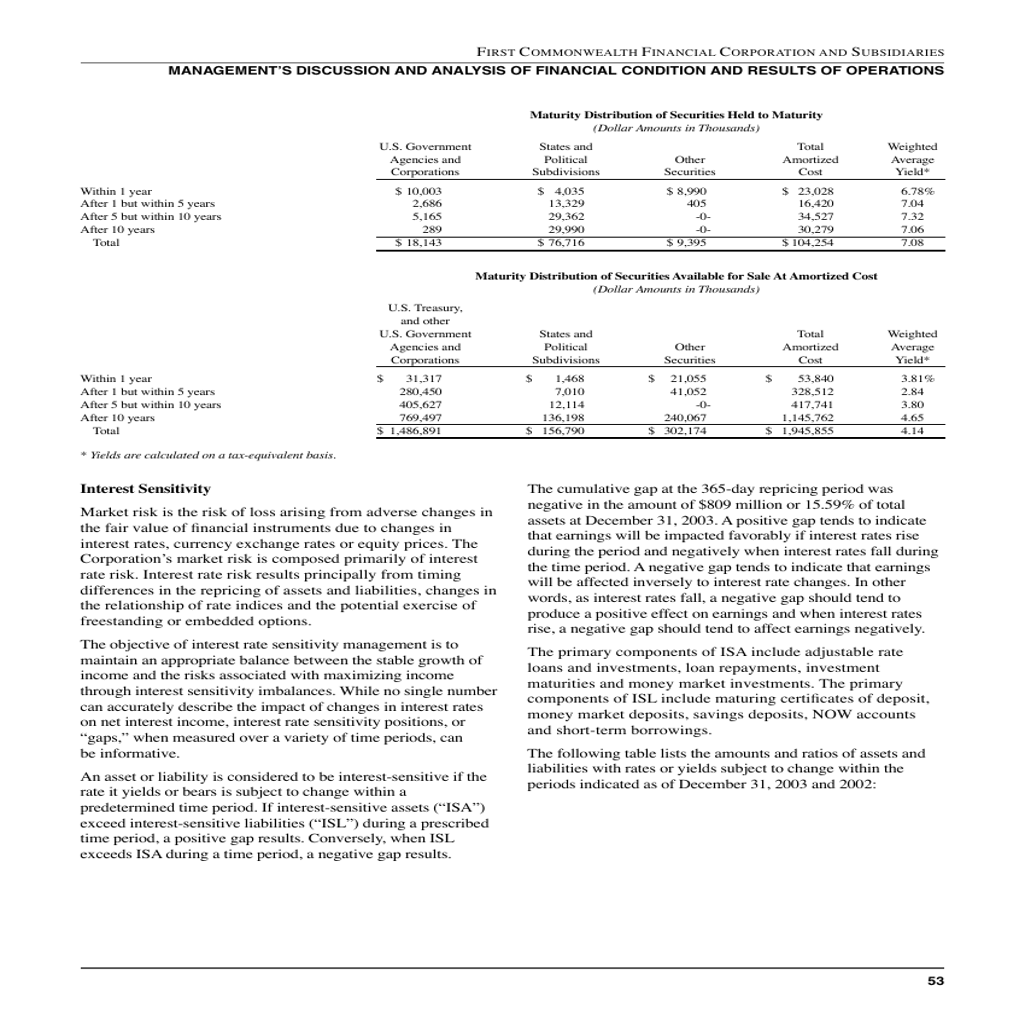 FIRST COMMONWEALTH FINANCIAL CORPORATION AND SUBSIDIARIES
MANAGEMENT'S DISCUSSION AND ANALYSIS OF FINANCIAL CONDITION AND RESULTS OF OPERATIONS
Maturity Distribution of Securities Held to Maturity
(Dollar Amounts in Thousands)
U.S. Government States and Total Weighted
Agencies and Political Other Amortized Average
Corporations Subdivisions Securities Cost Yield*
Within 1 year $ 10,003 $ 4,035 $ 8,990 $ 23,028 6.78%
After 1 but within 5 years 2,686 13,329 405 16,420 7.04
After 5 but within 10 years 5,165 29,362 -0- 34,527 7.32
After 10 years 289 29,990 -0- 30,279 7.06
Total $ 18,143 $ 76,716 $ 9,395 $ 104,254 7.08
Maturity Distribution of Securities Available for Sale At Amortized Cost
(Dollar Amounts in Thousands)
U.S. Treasury,
and other
U.S. Government States and Total Weighted
Agencies and Political Other Amortized Average
Corporations Subdivisions Securities Cost Yield*
Within 1 year $ 31,317 $ 1,468 $ 21,055 $ 53,840 3.81%
After 1 but within 5 years 280,450 7,010 41,052 328,512 2.84
After 5 but within 10 years 405,627 12,114 -0- 417,741 3.80
After 10 years 769,497 136,198 240,067 1,145,762 4.65
Total $ 1,486,891 $ 156,790 $ 302,174 $ 1,945,855 4.14
* Yields are calculated on a tax-equivalent basis.
Interest Sensitivity
Market risk is the risk of loss arising from adverse changes in
the fair value of financial instruments due to changes in
interest rates, currency exchange rates or equity prices. The
Corporation's market risk is composed primarily of interest
rate risk. Interest rate risk results principally from timing
differences in the repricing of assets and liabilities, changes in
the relationship of rate indices and the potential exercise of
freestanding or embedded options.
The objective of interest rate sensitivity management is to
maintain an appropriate balance between the stable growth of
income and the risks associated with maximizing income
through interest sensitivity imbalances. While no single number
can accurately describe the impact of changes in interest rates
on net interest income, interest rate sensitivity positions, or
“gaps,” when measured over a variety of time periods, can
be informative.
An asset or liability is considered to be interest-sensitive if the
rate it yields or bears is subject to change within a
predetermined time period. If interest-sensitive assets (“ISA”)
exceed interest-sensitive liabilities (“ISL”) during a prescribed
time period, a positive gap results. Conversely, when ISL
exceeds ISA during a time period, a negative gap results.
The cumulative gap at the 365-day repricing period was
negative in the amount of $809 million or 15.59% of total
assets at December 31, 2003. A positive gap tends to indicate
that earnings will be impacted favorably if interest rates rise
during the period and negatively when interest rates fall during
the time period. A negative gap tends to indicate that earnings
will be affected inversely to interest rate changes. In other
words, as interest rates fall, a negative gap should tend to
produce a positive effect on earnings and when interest rates
rise, a negative gap should tend to affect earnings negatively.
The primary components of ISA include adjustable rate
loans and investments, loan repayments, investment
maturities and money market investments. The primary
components of ISL include maturing certificates of deposit,
money market deposits, savings deposits, NOW accounts
and short-term borrowings.
The following table lists the amounts and ratios of assets and
liabilities with rates or yields subject to change within the
periods indicated as of December 31, 2003 and 2002:
53